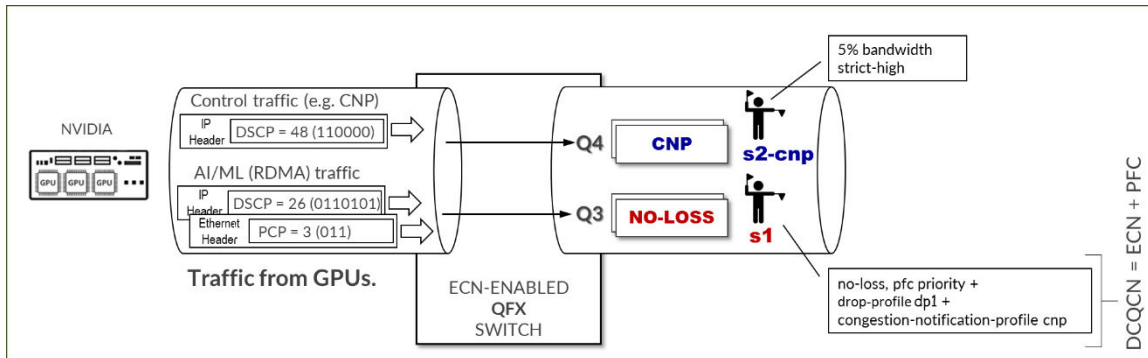 5% bandwidth
strict-high
Control traffic (e.g. CNP)
IP
Header
DSCP = 48 (110000)
NVIDIA
GPU GPU GPU
Q4
CNP
s2-cnp
AI/ML (RDMA) traffic
IP
Header
DSCP = 26 (0110101)
Ethernet
Header
PCP = 3 (011)
Q3
NO-LOSS
s1
Traffic from GPUs.
ECN-ENABLED
QFX
SWITCH
no-loss, pfc priority +
drop-profile dp1 +
congestion-notification-profile cnp
DCQCN = ECN + PFC